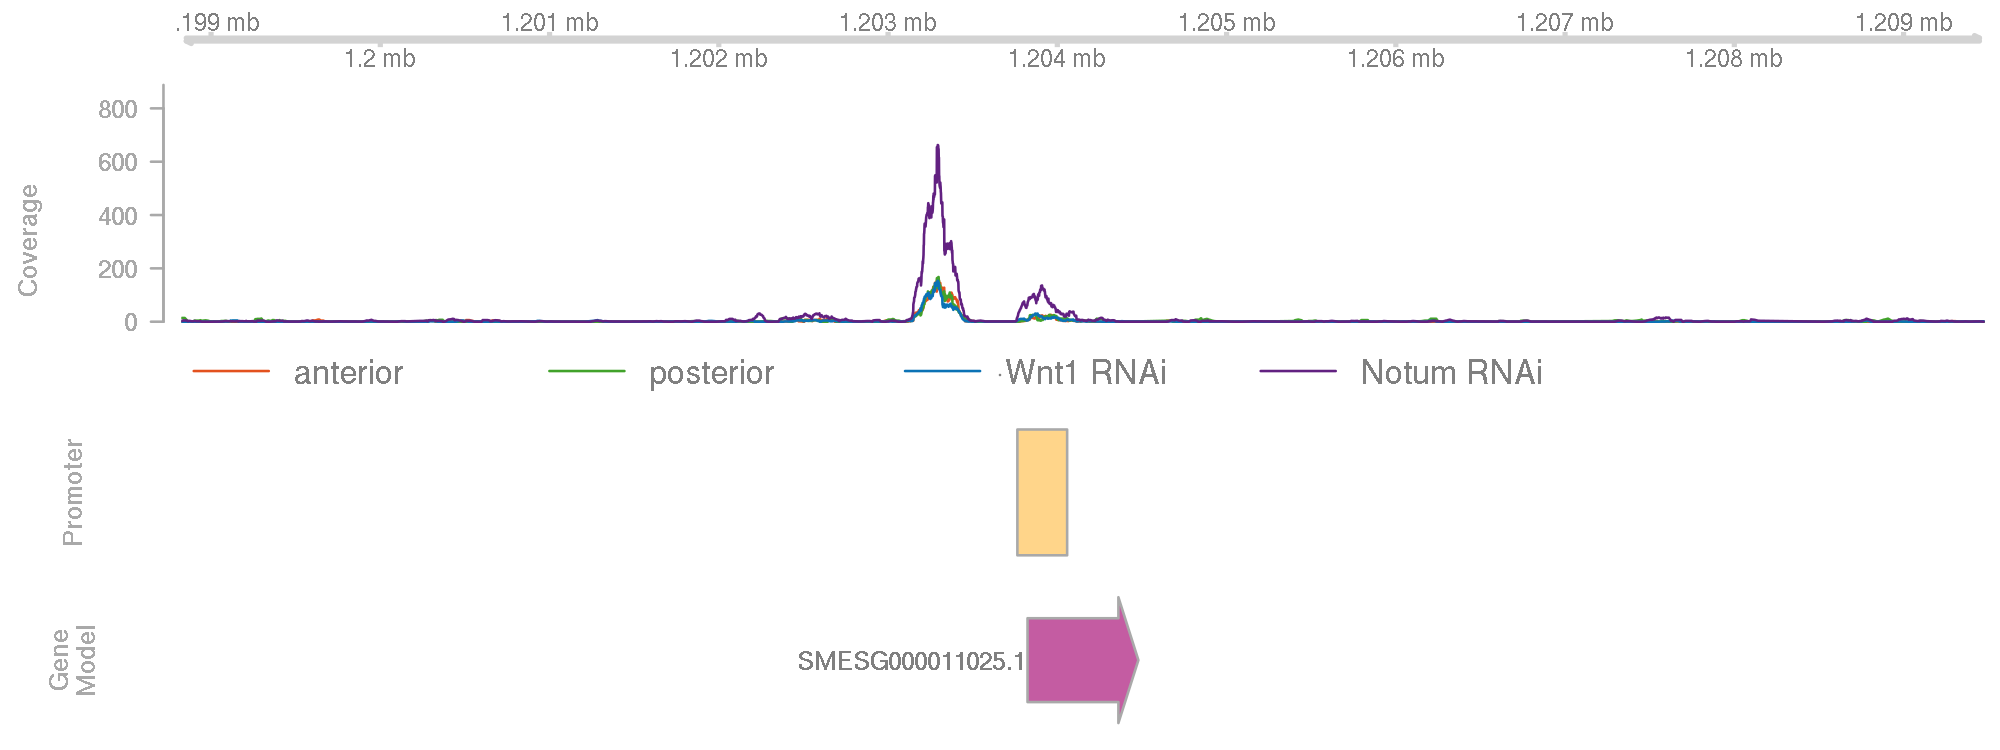 .199 mb 1.201 mb 1.203 mb 1.205 mb 1.207 mb 1.209 mb
1.2 mb 1.202 mb 1.204 mb 1.206 mb 1.208 mb
Coverage
800
600
400
200
0
anterior posterior Wnt1 RNAi Notum RNAi
Promoter
Gene
Model
SMESG000011025.1